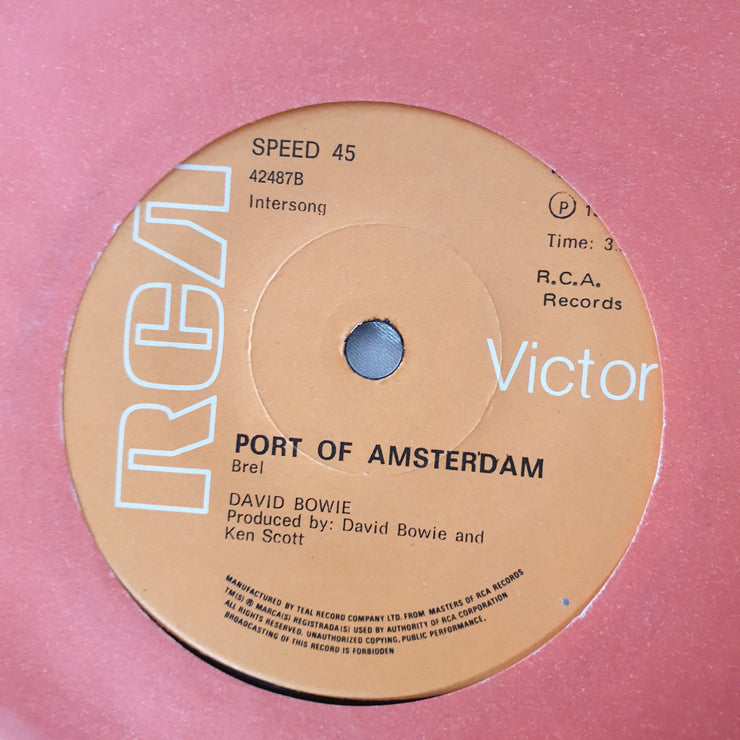 SPEED 45
42487B
Intersong
Ⓟ
Time: 3.
R.C.A.
Records
RCA
Victor
PORT OF AMSTERDAM
Brel
DAVID BOWIE
Produced by: David Bowie and
Ken Scott
MANUFACTURED BY TEAL RECORD COMPANY LTD. FROM MASTERS OF RCA RECORDS
TM(S) ® MARCA(S) REGISTRADA(S) USED BY AUTHORITY OF RCA CORPORATION
ALL RIGHTS RESERVED. UNAUTHORIZED COPYING, PUBLIC PERFORMANCE,
BROADCASTING OF THIS RECORD IS FORBIDDEN